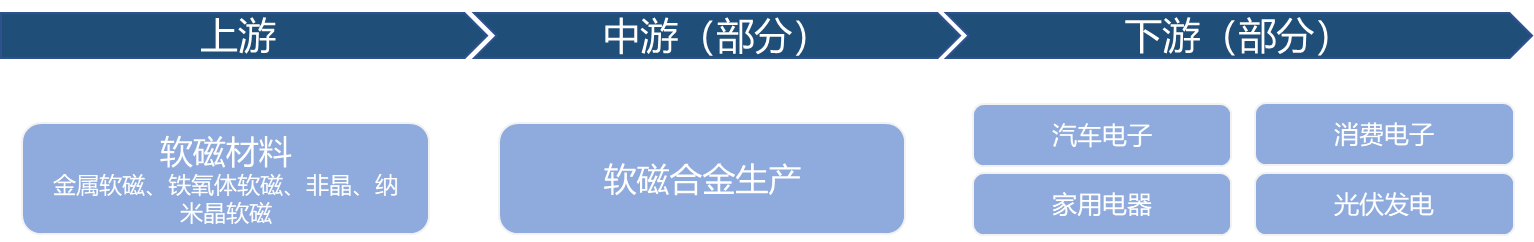 上游
中游（部分）
下游（部分）
软磁材料
金属软磁、铁氧体软磁、非晶、纳
米晶软磁
软磁合金生产
汽车电子
消费电子
家用电器
光伏发电